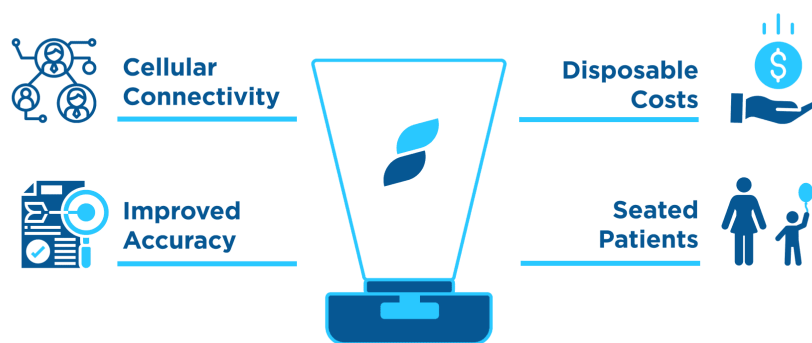 Cellular
Connectivity
Disposable
Costs
$
Improved
Accuracy
Seated
Patients